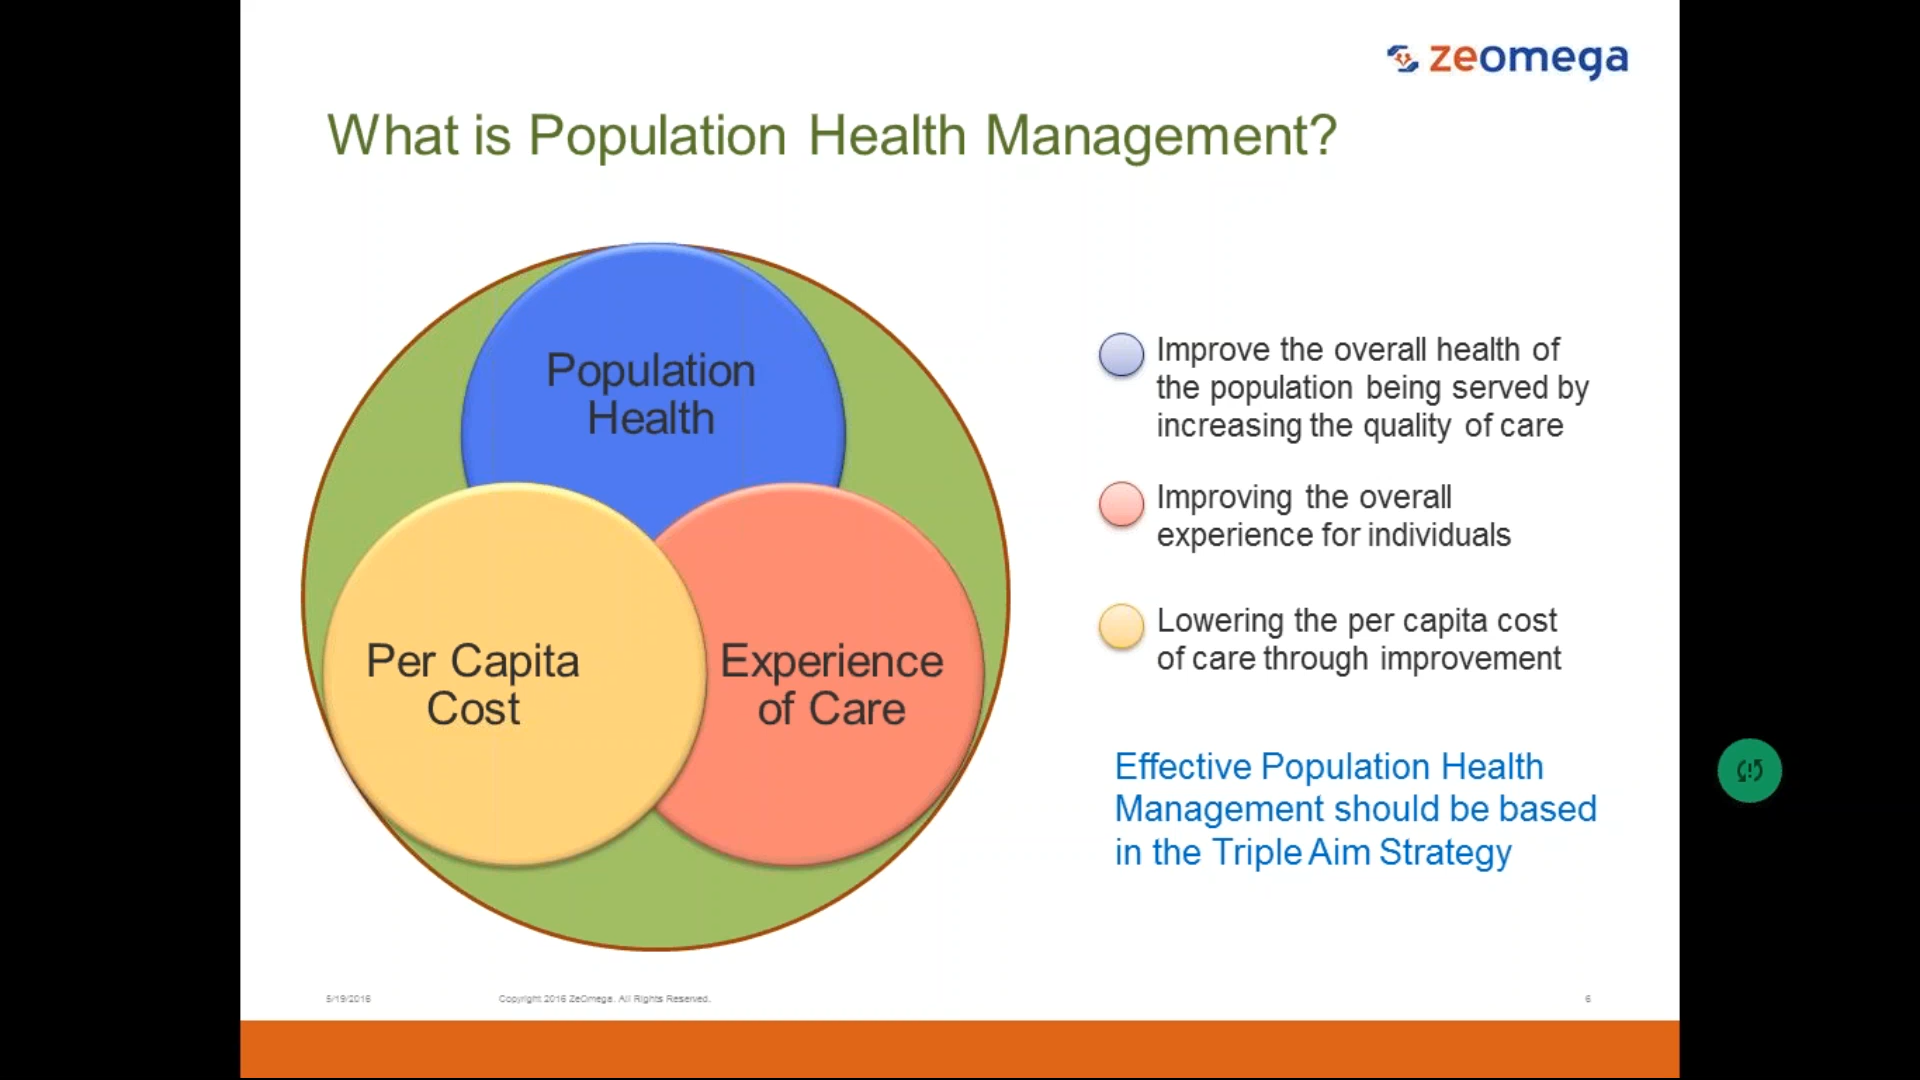 zeomega
What is Population Health Management?
Population
Health
Per Capita
Cost
Experience
of Care
Improve the overall health of
the population being served by
increasing the quality of care
Improving the overall
experience for individuals
Lowering the per capita cost
of care through improvement
Effective Population Health
Management should be based
in the Triple Aim Strategy
5/19/2016
Copyright 2016 ZeOmega. All Rights Reserved.
6